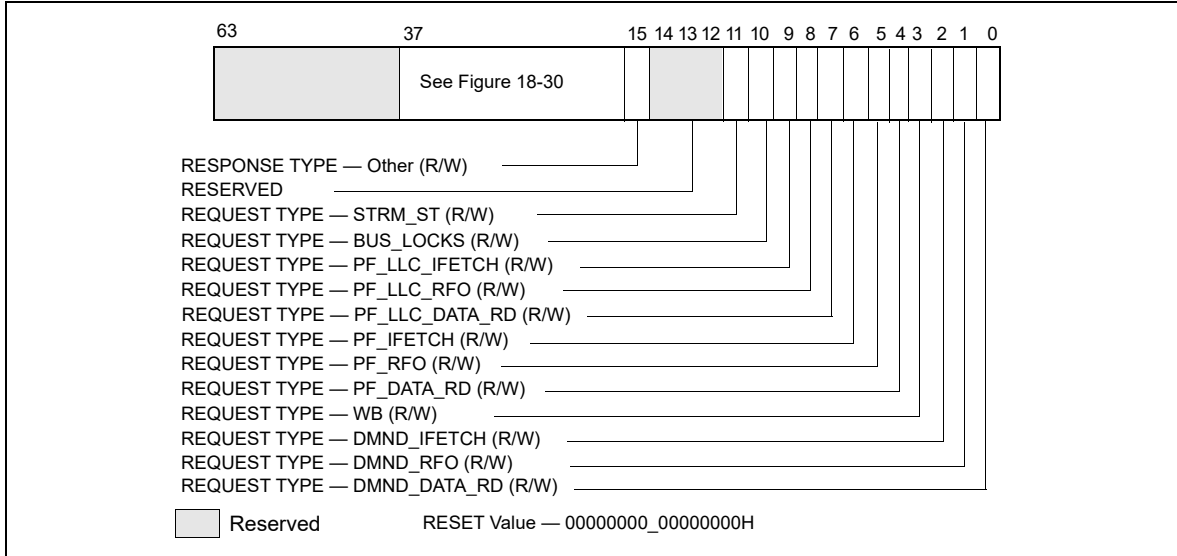 63 37 15 14 13 12 11 10 9 8 7 6 5 4 3 2 1 0
See Figure 18-30
RESPONSE TYPE — Other (R/W)
RESERVED
REQUEST TYPE — STRM_ST (R/W)
REQUEST TYPE — BUS_LOCKS (R/W)
REQUEST TYPE — PF_LLC_IFETCH (R/W)
REQUEST TYPE — PF_LLC_RFO (R/W)
REQUEST TYPE — PF_LLC_DATA_RD (R/W)
REQUEST TYPE — PF_IFETCH (R/W)
REQUEST TYPE — PF_RFO (R/W)
REQUEST TYPE — PF_DATA_RD (R/W)
REQUEST TYPE — WB (R/W)
REQUEST TYPE — DMND_IFETCH (R/W)
REQUEST TYPE — DMND_RFO (R/W)
REQUEST TYPE — DMND_DATA_RD (R/W)
Reserved RESET Value — 00000000_00000000H